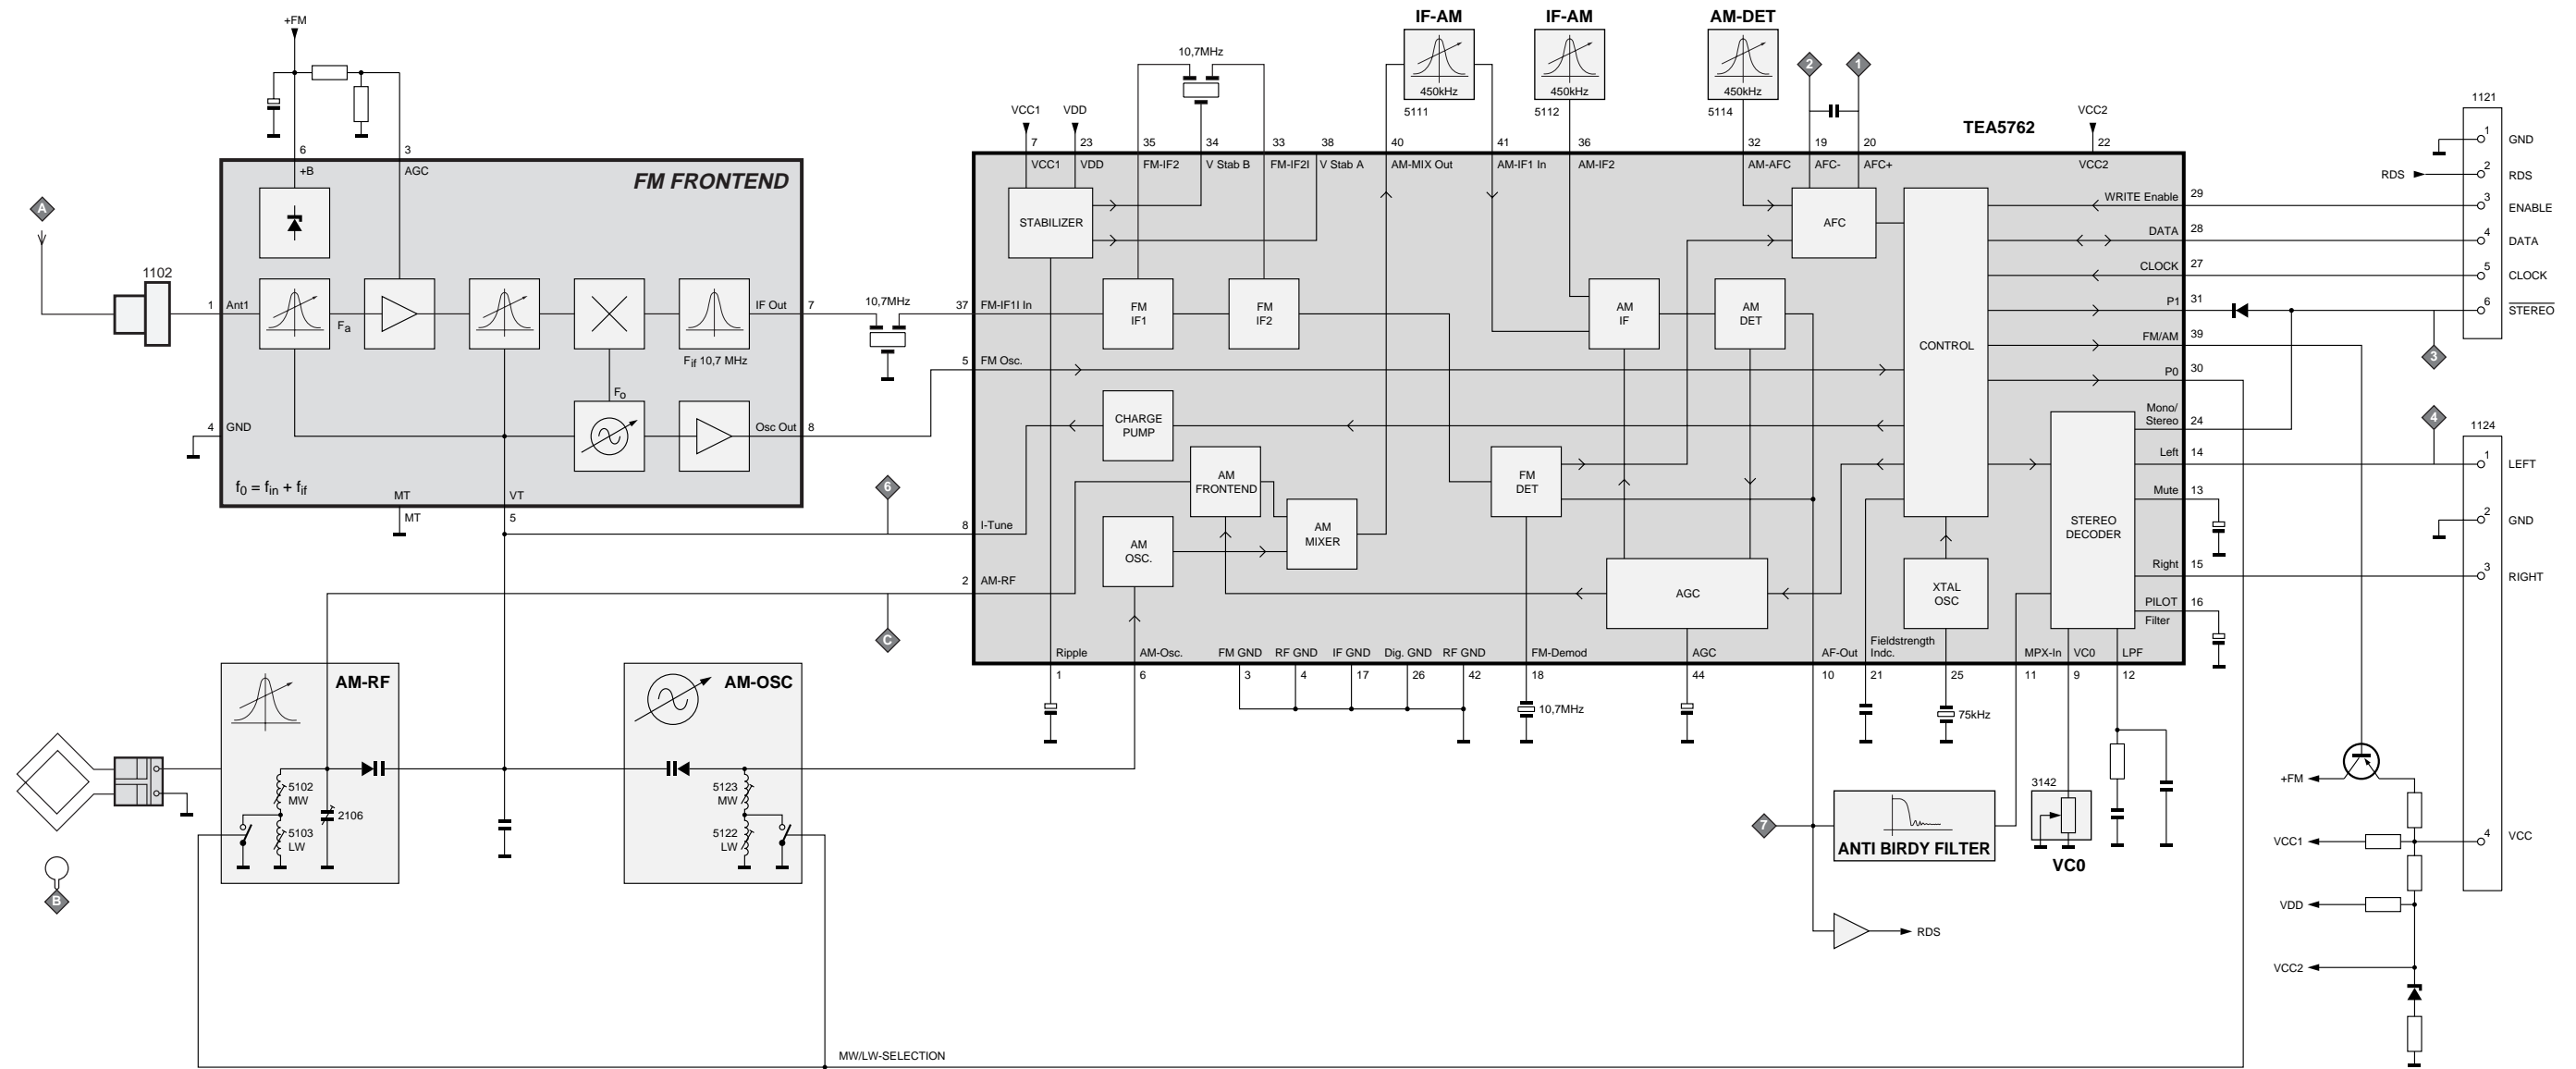 IF-AM
IF-AM
AM-DET
+FM
10,7MHz
450kHz
5111
450kHz
5112
450kHz
5114
2
1
1121
VCC1
VDD
TEA5762
VCC2
6
3
7
23
35
34
33
38
40
41
36
32
19
20
22
+B
AGC
FM FRONTEND
VCC1
VDD
FM-IF2
V Stab B
FM-IF2I
V Stab A
AM-MIX Out
AM-IF1 In
AM-IF2
AM-AFC
AFC-
AFC+
VCC2
1
GND
RDS
2
RDS
A
STABILIZER
AFC
WRITE Enable
29
3
ENABLE
DATA
28
4
DATA
CLOCK
27
5
CLOCK
1102
1
Ant1
Fa
IF Out
7
10,7MHz
37
FM-IF1I In
FM
IF1
FM
IF2
AM
IF
AM
DET
P1
31
6
STEREO
Fif 10,7 MHz
CONTROL
FM/AM
39
3
5
FM Osc.
P0
30
Fo
CHARGE
PUMP
Mono/
Stereo
24
4
1124
4
GND
Osc Out
8
AM
FRONTEND
FM
DET
Left
14
1
LEFT
f0 = fin + fif
MT
VT
6
Mute
13
MT
5
8
I-Tune
AM
OSC.
AM
MIXER
STEREO
DECODER
2
GND
2
AM-RF
AGC
XTAL
OSC
Right
15
3
RIGHT
PILOT
Filter
16
C
Ripple
AM-Osc.
FM GND
RF GND
IF GND
Dig. GND
RF GND
FM-Demod
AGC
AF-Out
Fieldstrength
Indc.
MPX-In
VC0
LPF
1
6
3
4
17
26
42
18
44
10
21
25
11
9
12
AM-RF
AM-OSC
10,7MHz
75kHz
5102
MW
2106
5103
LW
5123
MW
5122
LW
+FM
7
ANTI BIRDY FILTER
3142
VC0
VCC1
4
VCC
B
VDD
RDS
VCC2
MW/LW-SELECTION